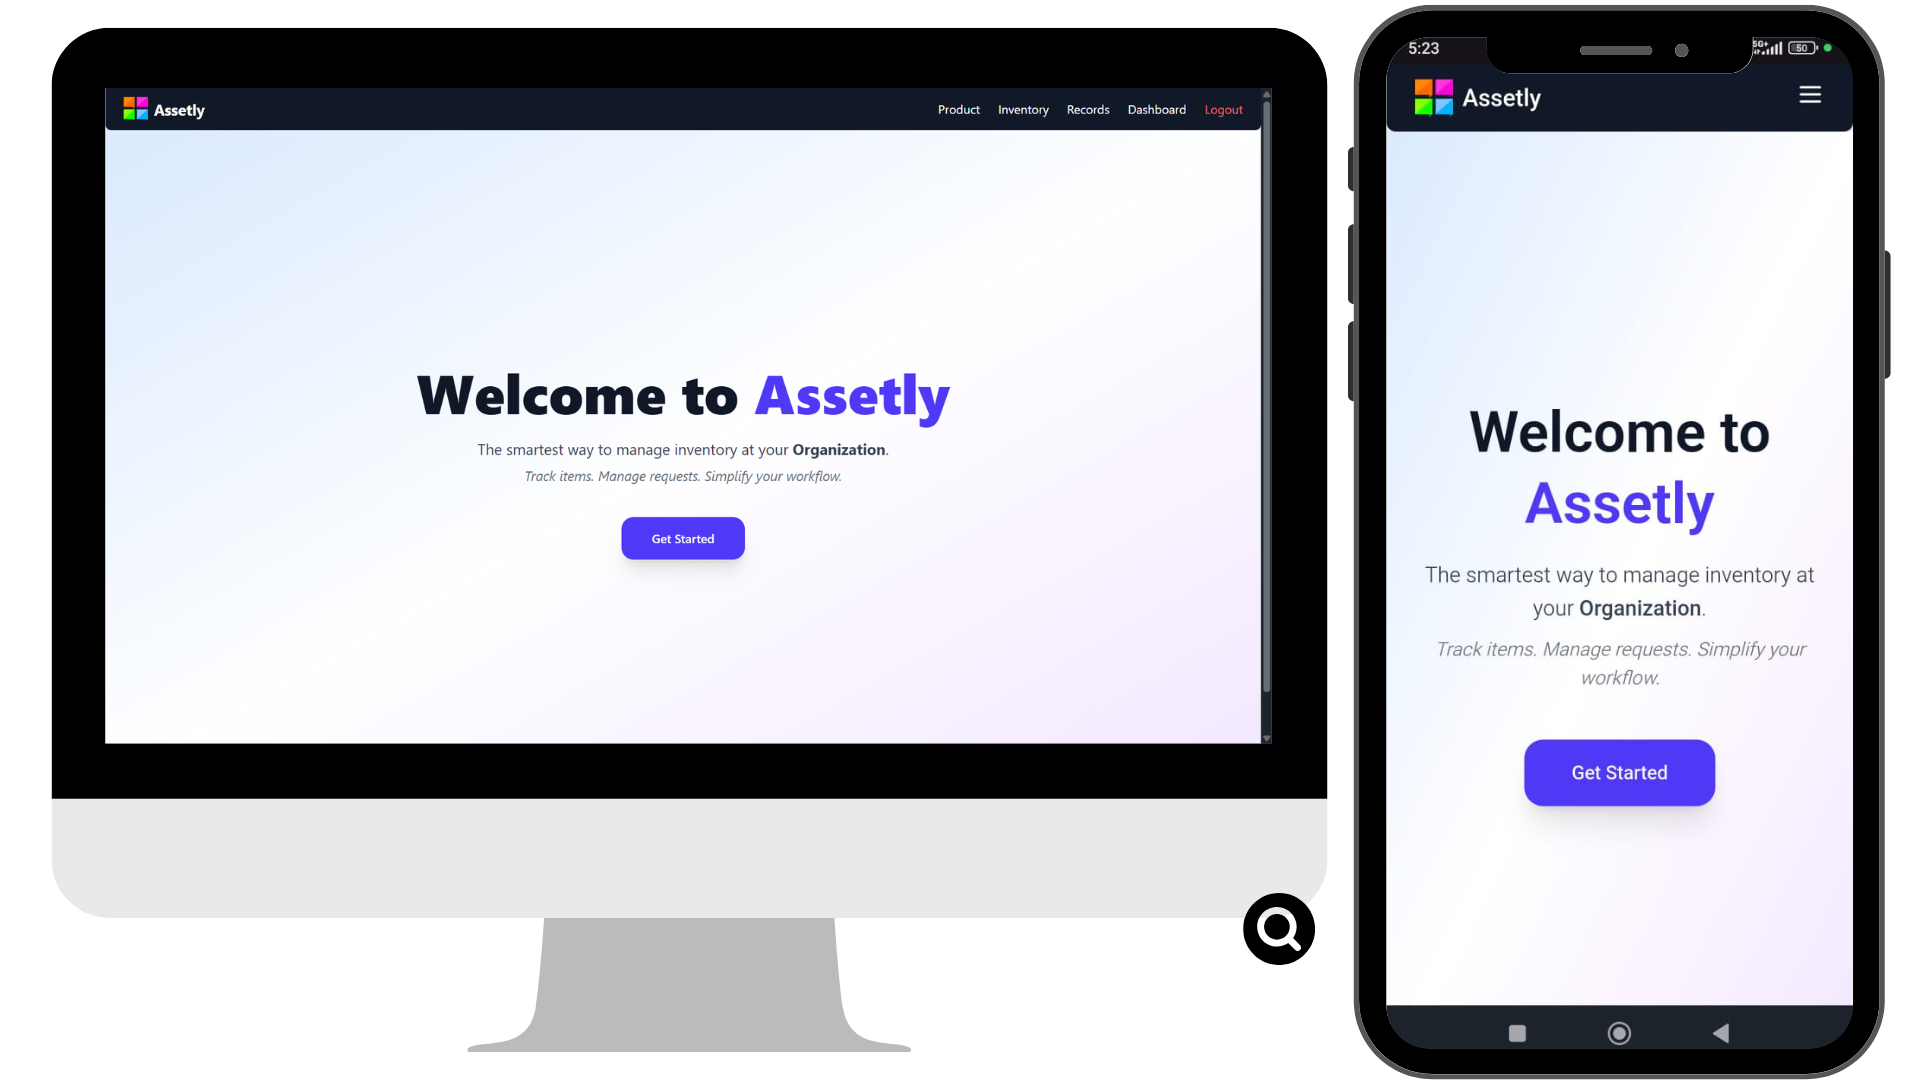 Assetly
Product Inventory Records Dashboard Logout
Welcome to Assetly
The smartest way to manage inventory at your Organization.
Track items. Manage requests. Simplify your workflow.
Get Started
5:23
5G+
50
Assetly
Welcome to
Assetly
The smartest way to manage inventory at
your Organization.
Track items. Manage requests. Simplify your
workflow.
Get Started